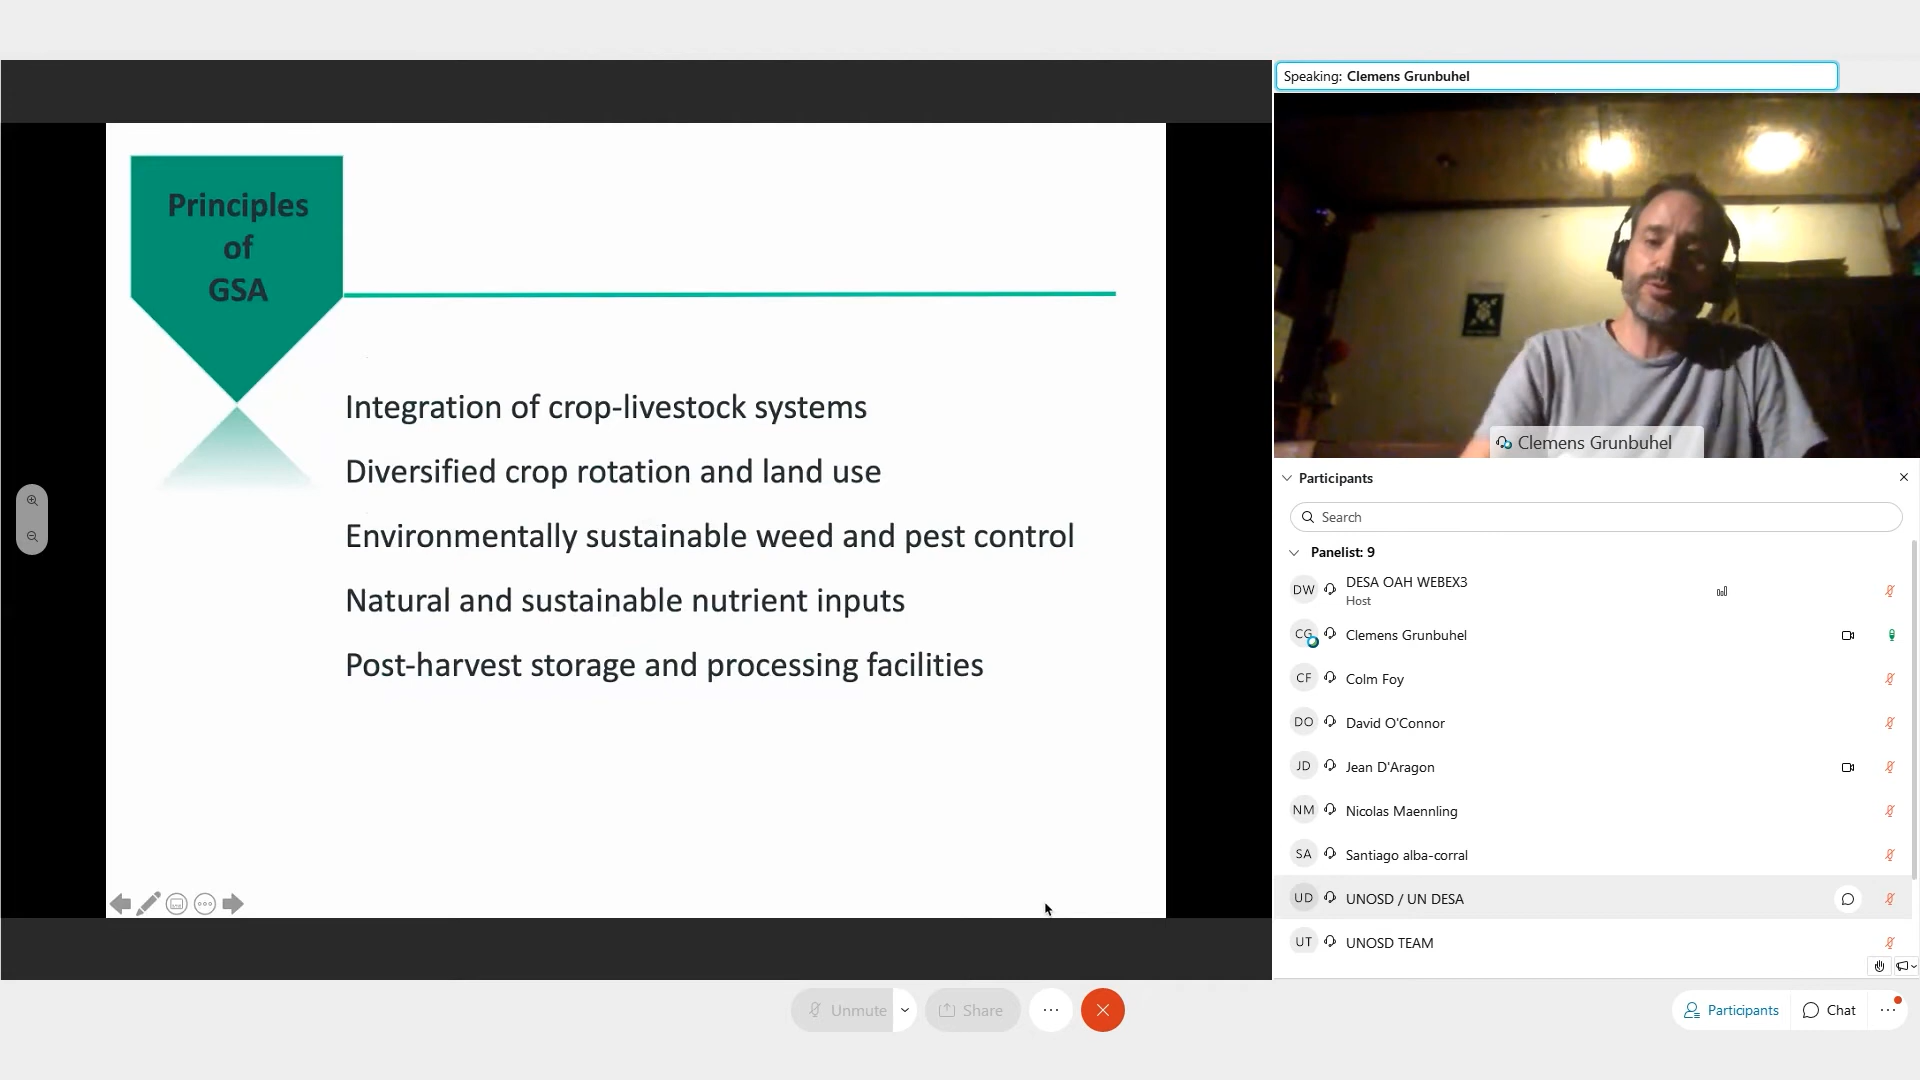 Speaking: Clemens Grunbuhel
Principles
of
GSA
Integration of crop-livestock systems
Diversified crop rotation and land use
Environmentally sustainable weed and pest control
Natural and sustainable nutrient inputs
Post-harvest storage and processing facilities
Clemens Grunbuhel
Participants
Search
Panelist: 9
DW DESA OAH WEBEX3
Host
CG Clemens Grunbuhel
CF Colm Foy
DO David O'Connor
JD Jean D'Aragon
NM Nicolas Maennling
SA Santiago alba-corral
UD UNOSD / UN DESA
UT UNOSD TEAM
Unmute
Share
Participants
Chat